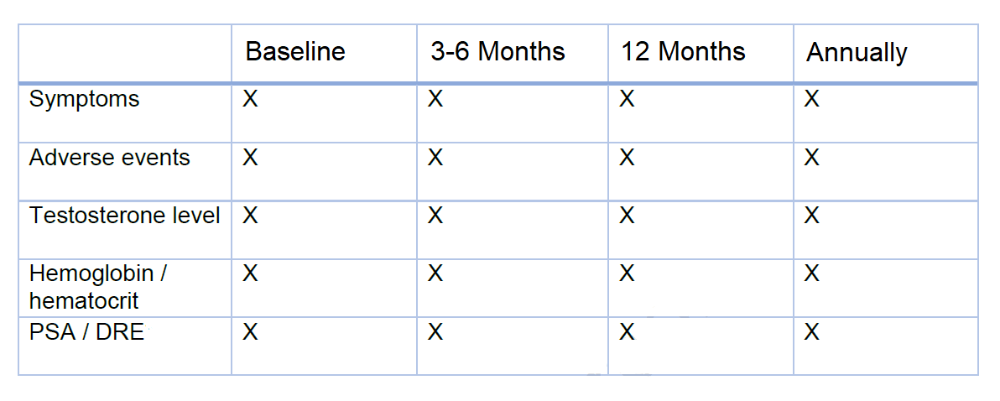 Baseline 3-6 Months 12 Months Annually
Symptoms X X X X
Adverse events X X X X
Testosterone level X X X X
Hemoglobin / X X X X
hematocrit
PSA / DRE X X X X